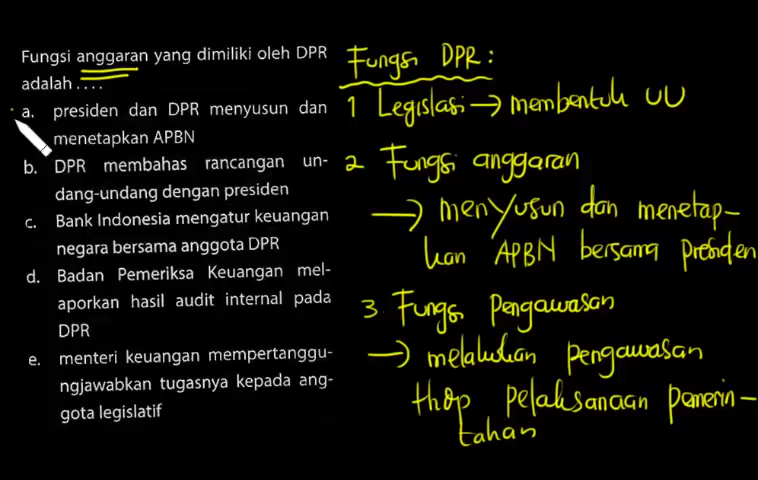 Fungsi anggaran yang dimiliki oleh DPR
adalah . . . .
a. presiden dan DPR menyusun dan
menetapkan APBN
b. DPR membahas rancangan un-
dang-undang dengan presiden
c. Bank Indonesia mengatur keuangan
negara bersama anggota DPR
d. Badan Pemeriksa Keuangan mel-
aporkan hasil audit internal pada
DPR
e. menteri keuangan mempertanggu-
ngjawabkan tugasnya kepada ang-
gota legislatif
Fungsi DPR :
1 Legislasi → membentuk UU
2 Fungsi anggaran
→ menyusun dan menetap-
kan APBN bersama Presiden
3. Fungsi Pengawasan
→ melakukan pengawasan
thdp pelaksanaan pemerin-
tahan